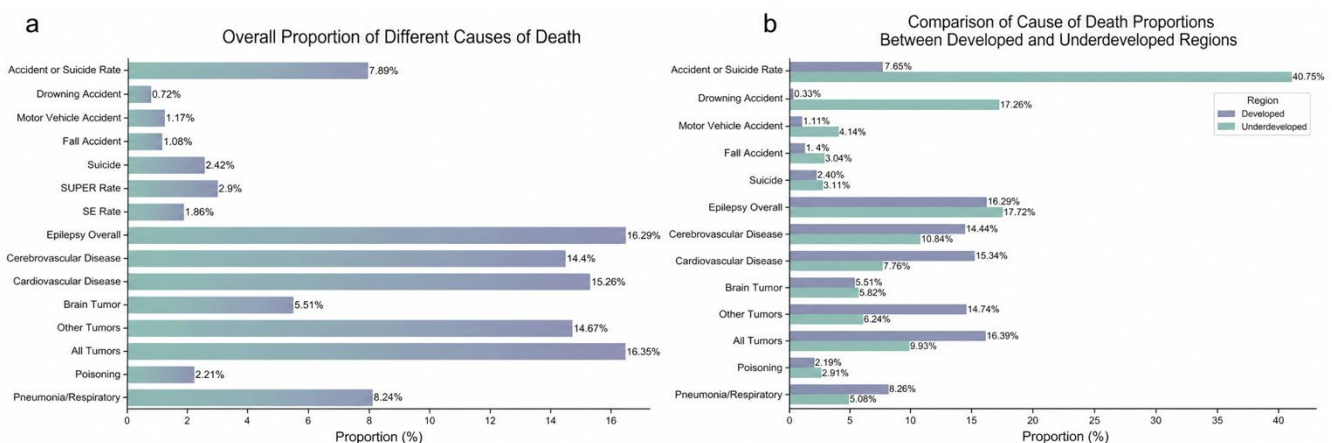 a
Overall Proportion of Different Causes of Death
Accident or Suicide Rate 7.89%
Drowning Accident 0.72%
Motor Vehicle Accident 1.17%
Fall Accident 1.08%
Suicide 2.42%
SUPER Rate 2.9%
SE Rate 1.86%
Epilepsy Overall 16.29%
Cerebrovascular Disease 14.4%
Cardiovascular Disease 15.26%
Brain Tumor 5.51%
Other Tumors 14.67%
All Tumors 16.35%
Poisoning 2.21%
Pneumonia/Respiratory 8.24%
0 2 4 6 8 10 12 14 16
Proportion (%)
b
Comparison of Cause of Death Proportions
Between Developed and Underdeveloped Regions
Accident or Suicide Rate 7.65%
40.75%
Drowning Accident 0.33%
17.26%
Motor Vehicle Accident 1.11%
4.14%
Fall Accident 1. 4%
3.04%
Suicide 2.40%
3.11%
Epilepsy Overall 16.29%
17.72%
Cerebrovascular Disease 14.44%
10.84%
Cardiovascular Disease 15.34%
7.76%
Brain Tumor 5.51%
5.82%
Other Tumors 14.74%
6.24%
All Tumors 16.39%
9.93%
Poisoning 2.19%
2.91%
Pneumonia/Respiratory 8.26%
5.08%
Region
Developed
Underdeveloped
0 5 10 15 20 25 30 35 40
Proportion (%)